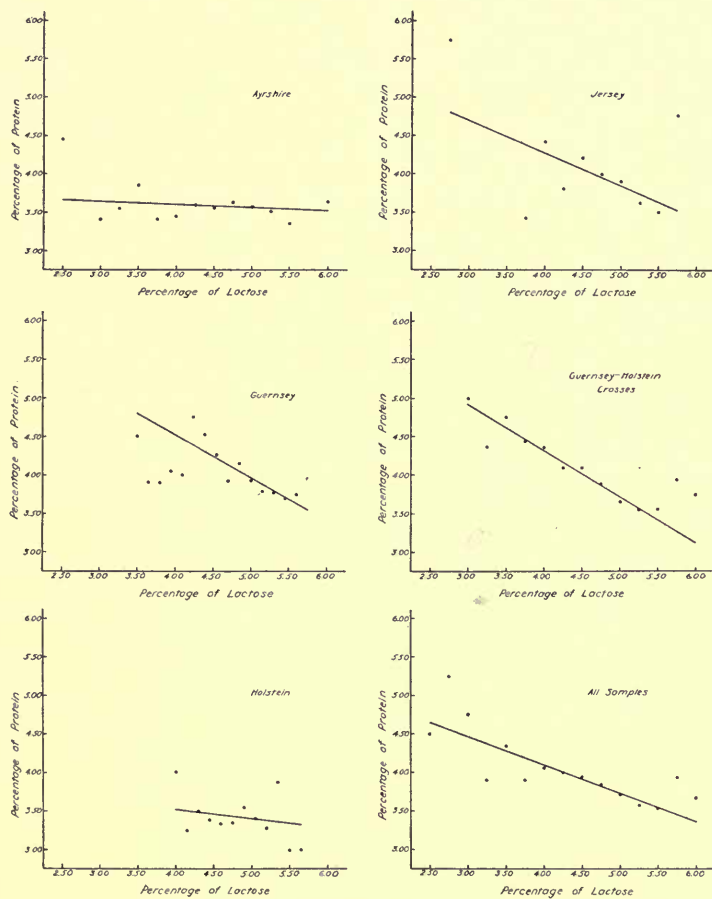 6.00
5.50
5.00
4.50
4.00
3.50
3.00
Percentage of Protein
Ayrshire
2.50 3.00 3.50 4.00 4.50 5.00 5.50 6.00
Percentage of Lactose
6.00
5.50
5.00
4.50
4.00
3.50
3.00
Percentage of Protein
Jersey
2.50 3.00 3.50 4.00 4.50 5.00 5.50 6.00
Percentage of Lactose
6.00
5.50
5.00
4.50
4.00
3.50
3.00
Percentage of Protein.
Guernsey
2.50 3.00 3.50 4.00 4.50 5.00 5.50 6.00
Percentage of Lactose
6.00
5.50
5.00
4.50
4.00
3.50
3.00
Percentage of Protein
Guernsey-Holstein
Crosses
2.50 3.00 3.50 4.00 4.50 5.00 5.50 6.00
Percentage of Lactose
6.00
5.50
5.00
4.50
4.00
3.50
3.00
Percentage of Protein
Holstein
2.50 3.00 3.50 4.00 4.50 5.00 5.50 6.00
Percentage of Lactose
6.00
5.50
5.00
4.50
4.00
3.50
3.00
Percentage of Protein
All Samples
2.50 3.00 3.50 4.00 4.50 5.00 5.50 6.00
Percentage of Lactose